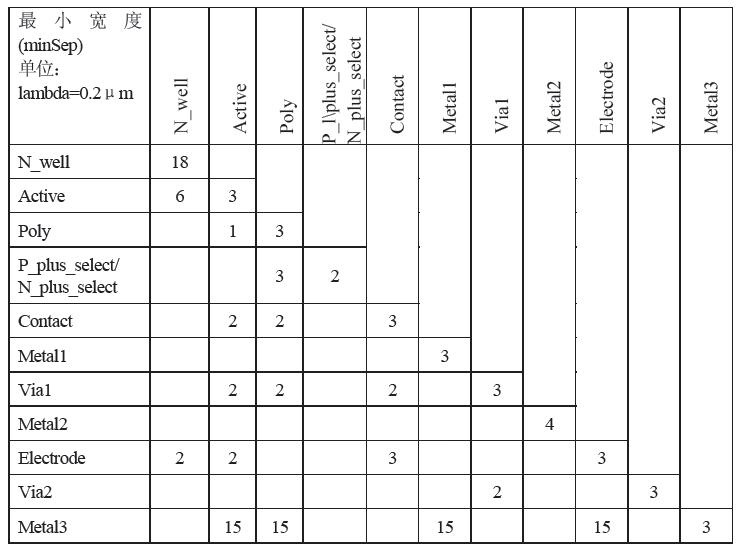 最小宽度
(minSep)
单位:
lambda=0.2μm
N_well
Active
Poly
P_l\plus_select/
N_plus_select
Contact
Metal1
Via1
Metal2
Electrode
Via2
Metal3
N_well 18
Active 6 3
Poly 1 3
P_plus_select/
N_plus_select 3 2
Contact 2 2 3
Metal1 3
Via1 2 2 2 3
Metal2 4
Electrode 2 2 3 3
Via2 2 3
Metal3 15 15 15 15 3